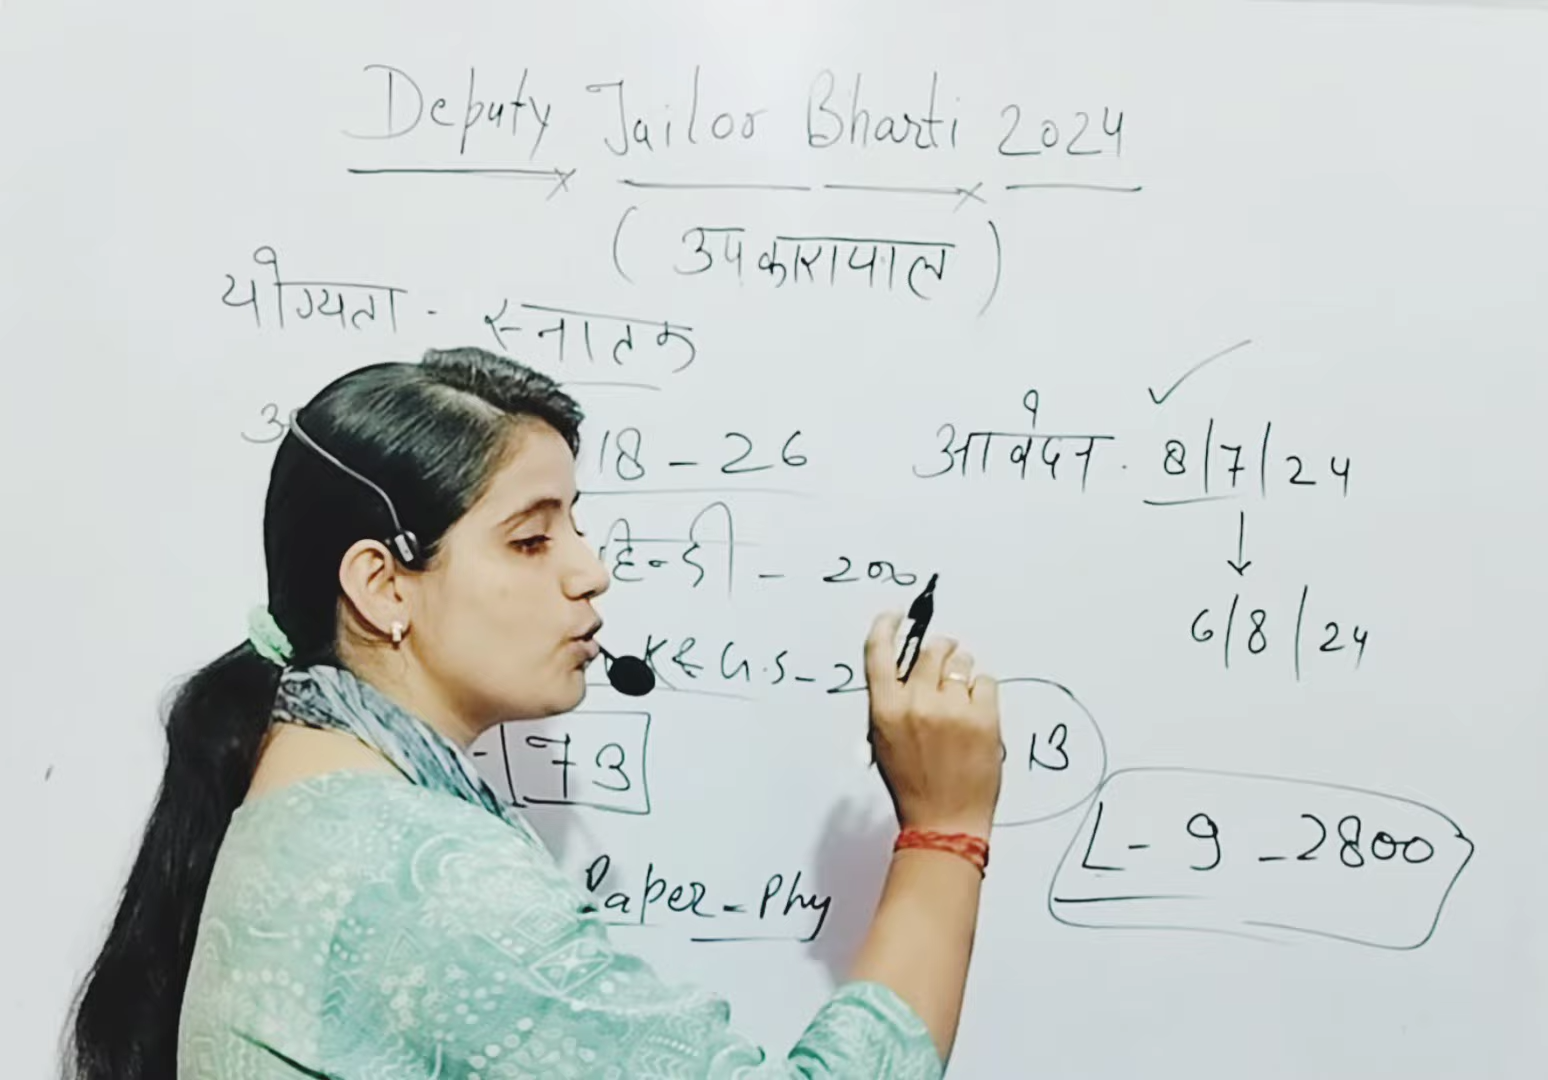 Deputy Jailor Bharti 2024
(उपकारापाल)
योग्यता - स्नातक
18 - 26
आवेदन - 8/7/24
↓
6/8/24
हिन्दी - 200
K & G.S - 2
- 73
13
L - 9 - 2800
Paper - Phy